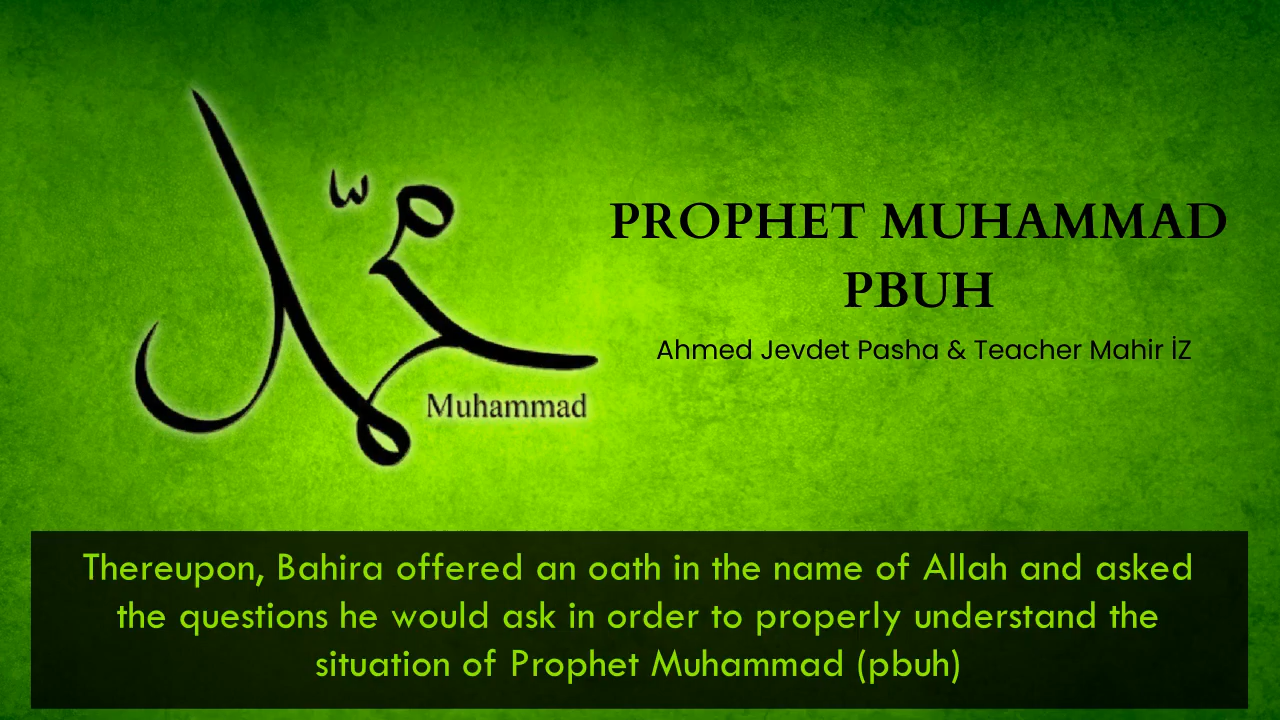 محمد
Muhammad
PROPHET MUHAMMAD
PBUH
Ahmed Jevdet Pasha & Teacher Mahir İZ
Thereupon, Bahira offered an oath in the name of Allah and asked
the questions he would ask in order to properly understand the
situation of Prophet Muhammad (pbuh)